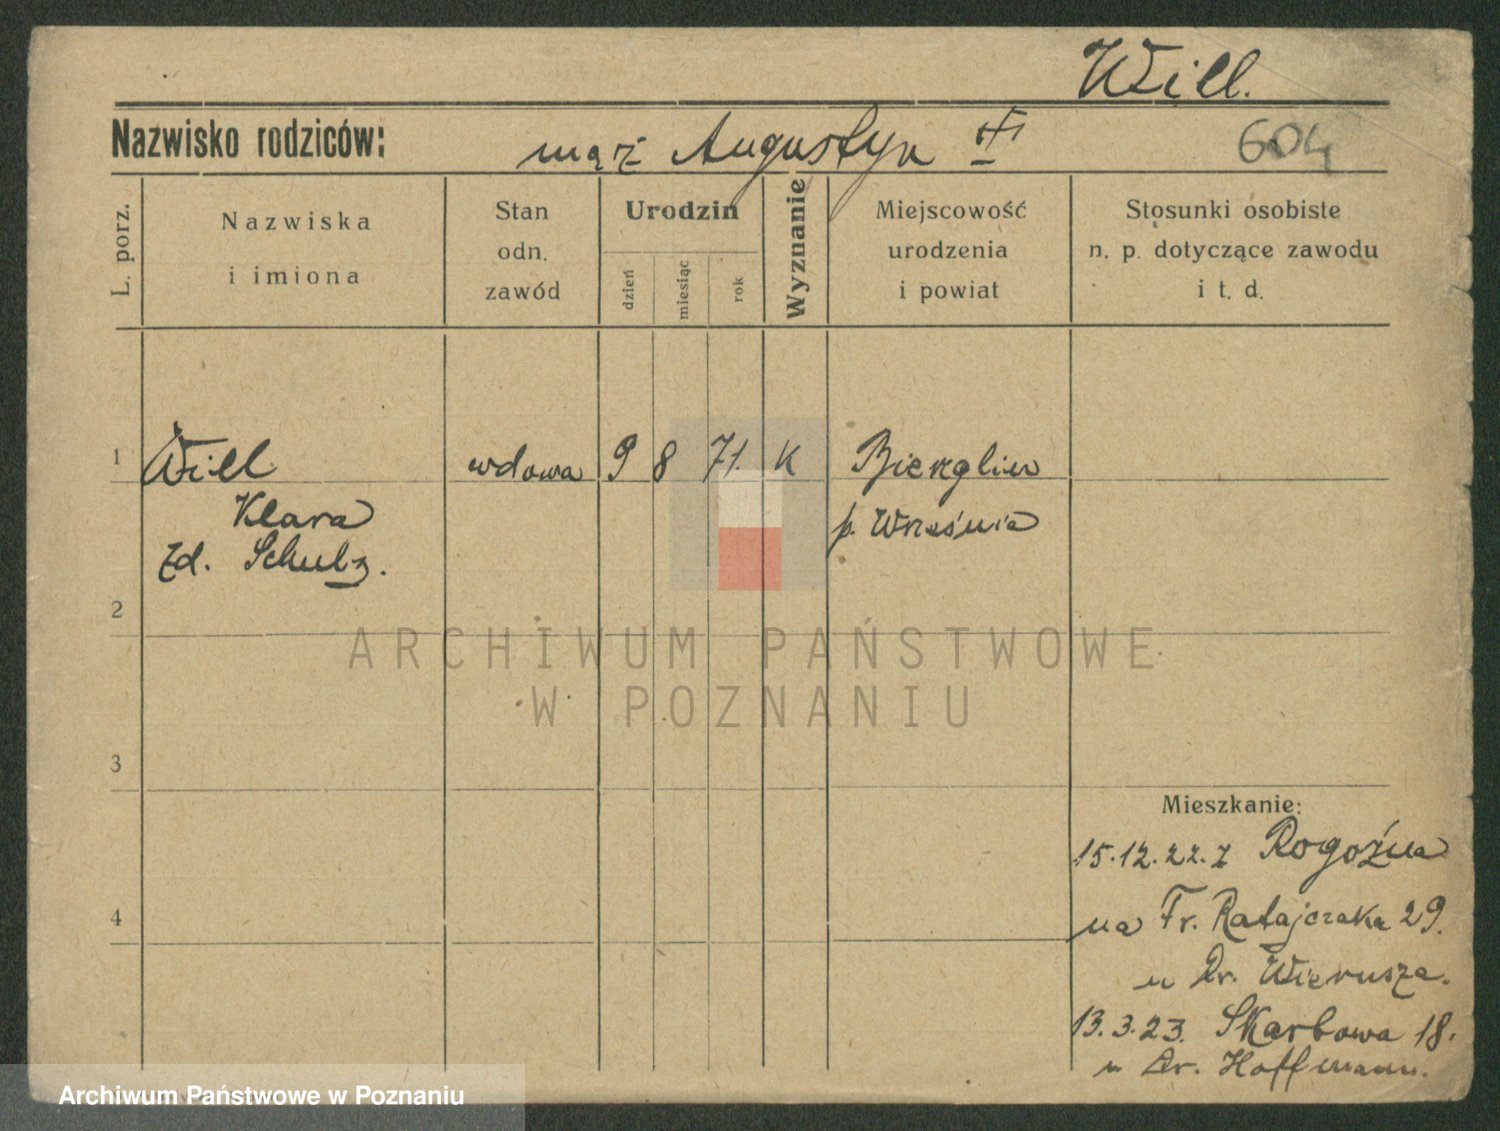 Will.
Nazwisko rodziców: mąż Augustyn
604
L. porz.
Nazwiska i imiona
Stan odn. zawód
Urodzin
dzień miesiąc rok
Wyznanie
Miejscowość urodzenia i powiat
Stosunki osobiste n. p. dotyczące zawodu i t. d.
1 Will wdowa 9 8 71. K Bierglin
Klara p. Września
zd. Schulz.
2
ARCHIWUM PAŃSTWOWE
W POZNANIU
3
Mieszkanie:
15.12.22. z Rogoźna
4
na Fr. Ratajczaka 29.
u Dr. Wierusza.
13.3.23. Skarbowa 18.
u Dr. Hoffmann.
Archiwum Państwowe w Poznaniu